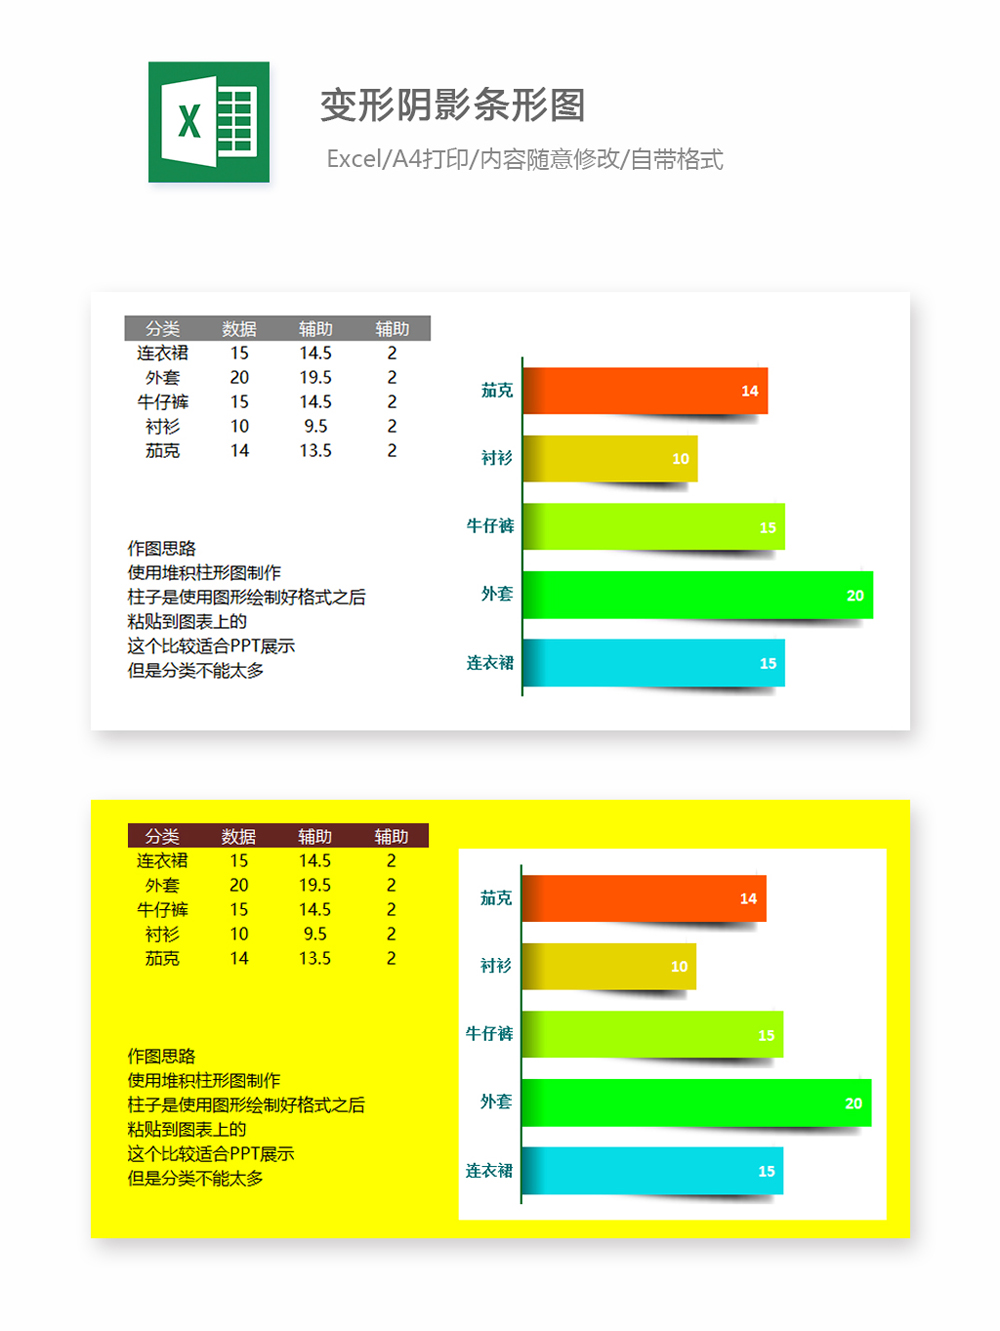 X
变形阴影条形图
Excel/A4打印/内容随意修改/自带格式
分类 数据 辅助 辅助
连衣裙 15 14.5 2
外套 20 19.5 2
牛仔裤 15 14.5 2
衬衫 10 9.5 2
茄克 14 13.5 2
作图思路
使用堆积柱形图制作
柱子是使用图形绘制好格式之后
粘贴到图表上的
这个比较适合PPT展示
但是分类不能太多
茄克 14
衬衫 10
牛仔裤 15
外套 20
连衣裙 15
分类 数据 辅助 辅助
连衣裙 15 14.5 2
外套 20 19.5 2
牛仔裤 15 14.5 2
衬衫 10 9.5 2
茄克 14 13.5 2
作图思路
使用堆积柱形图制作
柱子是使用图形绘制好格式之后
粘贴到图表上的
这个比较适合PPT展示
但是分类不能太多
茄克 14
衬衫 10
牛仔裤 15
外套 20
连衣裙 15